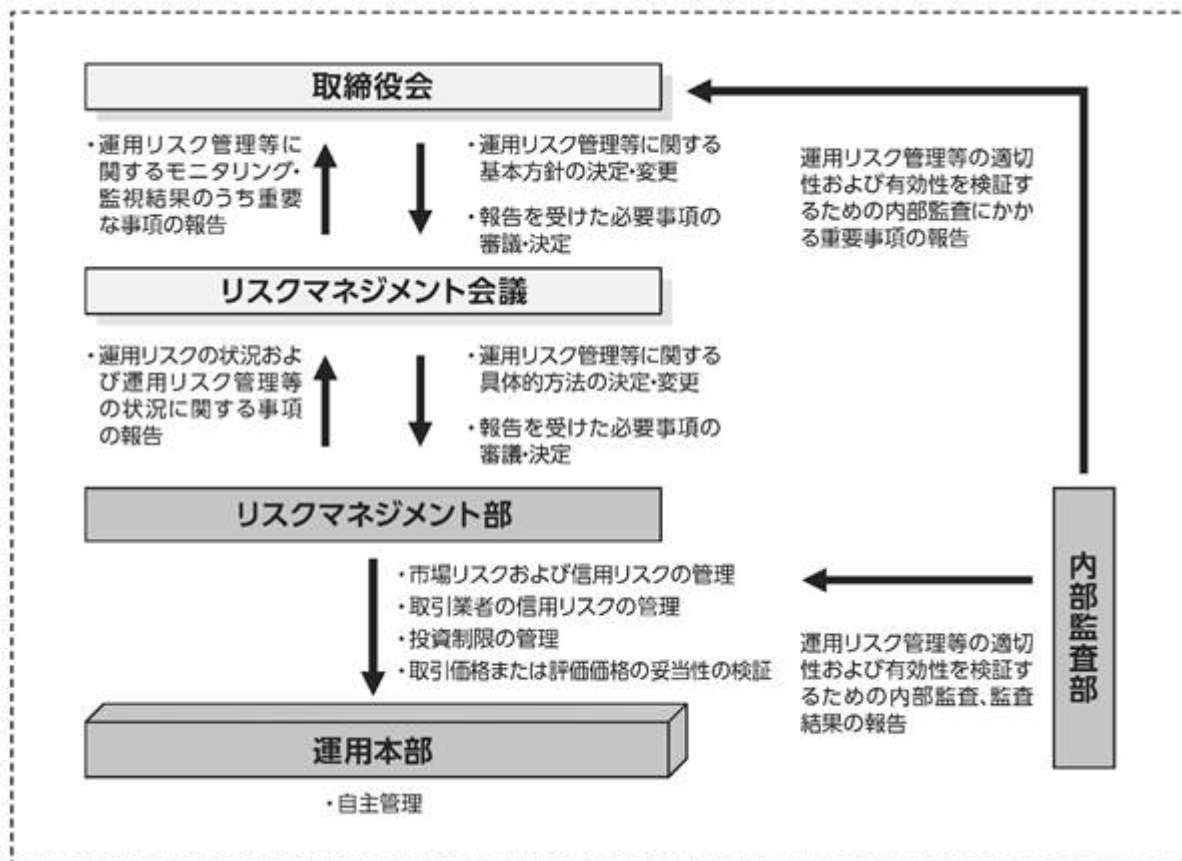 取締役会
・運用リスク管理等に
関するモニタリング・
監視結果のうち重要
な事項の報告
・運用リスク管理等に関する
基本方針の決定・変更
・報告を受けた必要事項の
審議・決定
運用リスク管理等の適切
性および有効性を検証す
るための内部監査にかか
る重要事項の報告
リスクマネジメント会議
・運用リスクの状況およ
び運用リスク管理等
の状況に関する事項
の報告
・運用リスク管理等に関する
具体的方法の決定・変更
・報告を受けた必要事項の
審議・決定
リスクマネジメント部
・市場リスクおよび信用リスクの管理
・取引業者の信用リスクの管理
・投資制限の管理
・取引価格または評価価格の妥当性の検証
内部監査部
運用リスク管理等の適切
性および有効性を検証す
るための内部監査、監査
結果の報告
運用本部
・自主管理